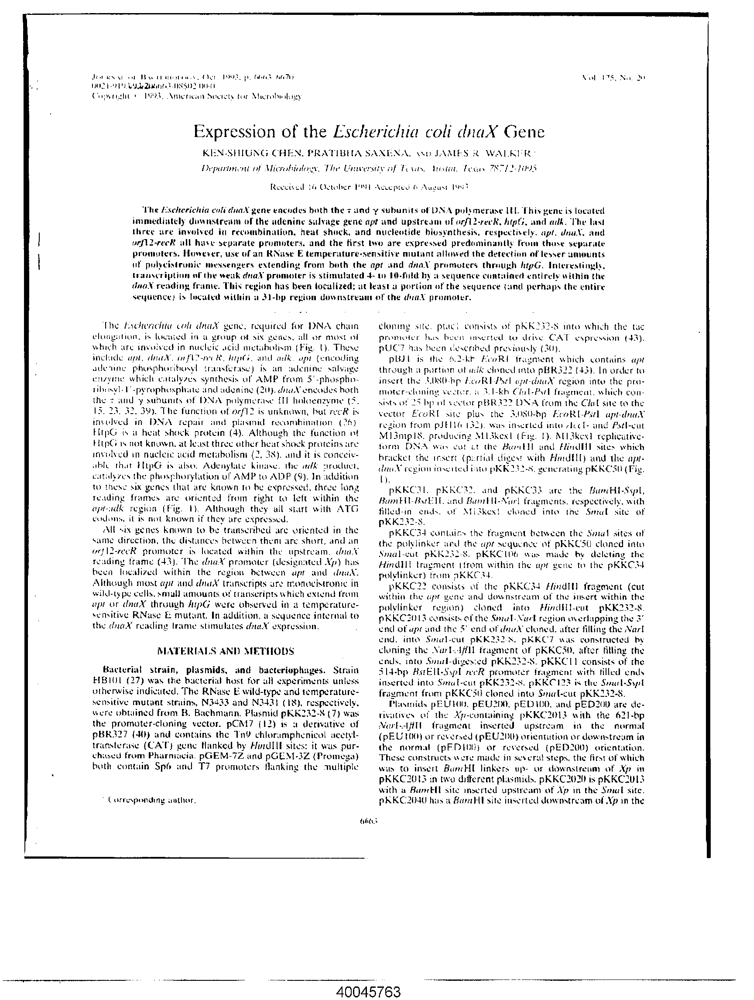 JOURNAL OF BACTERIOLOGY, Oct. 1993, p. 6663-6670
Vol. 175, No. 20
Copyright © 1993, American Society for Microbiology
Expression of the Escherichia coli dnaX Gene
KEN-SHIUNG CHEN, PRATIBHA SAXENA, AND JAMES R. WALKER*
Department of Microbiology, The University of Texas, Austin, Texas 78712-1095
Received 16 October 1991/Accepted 6 August 1993
The Escherichia coli dnaX gene encodes both the τ and γ subunits of DNA polymerase III. This gene is located
immediately downstream of the adenine salvage gene apt and upstream of orf12-recR, htpG, and adk. The last
three are involved in recombination, heat shock, and nucleotide biosynthesis, respectively. apt, dnaX, and
orf12-recR all have separate promoters, and the first two are expressed predominantly from those separate
promoters. However, use of an RNase E temperature-sensitive mutant allowed the detection of lesser amounts
of polycistronic messengers extending from both the apt and dnaX promoters through htpG. Interestingly,
transcription of the weak dnaX promoter is stimulated 4- to 10-fold by a sequence contained entirely within the
dnaX reading frame. This region has been localized; at least a portion of the sequence (and perhaps the entire
sequence) is located within a 31-bp region downstream of the dnaX promoter.
The Escherichia coli dnaX gene, required for DNA chain
elongation, is located in a group of six genes, all or most of
which are involved in nucleic acid metabolism (Fig. 1). These
include apt, dnaX, orf12-recR, htpG, and adk. apt (encoding
adenine phosphoribosyl transferase) is an adenine salvage
enzyme which catalyzes synthesis of AMP from 5'-phospho-
ribosyl-1'-pyrophosphate and adenine (20). dnaX encodes both
the τ and γ subunits of DNA polymerase III holoenzyme (5,
15, 23, 32, 39). The function of orf12 is unknown, but recR is
involved in DNA repair and plasmid recombination (26).
HtpG is a heat shock protein (4). Although the function of
HtpG is not known, at least three other heat shock proteins are
involved in nucleic acid metabolism (2, 38), and it is conceiv-
able that HtpG is also. Adenylate kinase, the adk product,
catalyzes the phosphorylation of AMP to ADP (9). In addition
to these six genes that are known to be expressed, three long
reading frames are oriented from right to left within the
apt-adk region (Fig. 1). Although they all start with ATG
codons, it is not known if they are expressed.
All six genes known to be transcribed are oriented in the
same direction, the distances between them are short, and an
orf12-recR promoter is located within the upstream, dnaX
reading frame (43). The dnaX promoter (designated Xp) has
been localized within the region between apt and dnaX.
Although most apt and dnaX transcripts are monocistronic in
wild-type cells, small amounts of transcripts which extend from
apt or dnaX through htpG were observed in a temperature-
sensitive RNase E mutant. In addition, a sequence internal to
the dnaX reading frame stimulates dnaX expression.
MATERIALS AND METHODS
Bacterial strain, plasmids, and bacteriophages. Strain
HB101 (27) was the bacterial host for all experiments unless
otherwise indicated. The RNase E wild-type and temperature-
sensitive mutant strains, N3433 and N3431 (18), respectively,
were obtained from B. Bachmann. Plasmid pKK232-8 (7) was
the promoter-cloning vector. pCM7 (12) is a derivative of
pBR327 (40) and contains the Tn9 chloramphenicol acetyl-
transferase (CAT) gene flanked by HindIII sites; it was pur-
chased from Pharmacia. pGEM-7Z and pGEM-3Z (Promega)
both contain Sp6 and T7 promoters flanking the multiple
* Corresponding author.
cloning site. ptac1 consists of pKK232-8 into which the tac
promoter has been inserted to drive CAT expression (43).
pUC7 has been described previously (30).
pBJ1 is the 6.2-kb EcoRI fragment which contains apt
through a portion of adk cloned into pBR322 (43). In order to
insert the 3,080-bp EcoRI-PstI apt-dnaX region into the pro-
moter-cloning vector, a 3.1-kb ClaI-PstI fragment, which con-
sists of 25 bp of vector pBR322 DNA from the ClaI site to the
vector EcoRI site plus the 3,080-bp EcoRI-PstI apt-dnaX
region from pJH16 (32), was inserted into AccI- and PstI-cut
M13mp18, producing M13kcs1 (Fig. 1). M13kcs1 replicative-
form DNA was cut at the BamHI and HindIII sites which
bracket the insert (partial digest with HindIII) and the apt-
dnaX region inserted into pKK232-8, generating pKKC50 (Fig.
1).
pKKC31, pKKC32, and pKKC33 are the BamHI-SspI,
BamHI-BstEII, and BamHI-NarI fragments, respectively, with
filled-in ends, of M13kcs1 cloned into the SmaI site of
pKK232-8.
pKKC34 contains the fragment between the SmaI sites of
the polylinker and the apt sequence of pKKC50 cloned into
SmaI-cut pKK232-8. pKKC106 was made by deleting the
HindIII fragment (from within the apt gene to the pKKC34
polylinker) from pKKC34.
pKKC22 consists of the pKKC34 HindIII fragment (cut
within the apt gene and downstream of the insert within the
polylinker region) cloned into HindIII-cut pKK232-8.
pKKC2013 consists of the SmaI-NarI region overlapping the 3'
end of apt and the 5' end of dnaX cloned, after filling the NarI
end, into SmaI-cut pKK232-8. pKKC7 was constructed by
cloning the NarI-AflII fragment of pKKC50, after filling the
ends, into SmaI-digested pKK232-8. pKKC11 consists of the
514-bp BstEII-SspI recR promoter fragment with filled ends
inserted into SmaI-cut pKK232-8. pKKC123 is the SmaI-SspI
fragment from pKKC50 cloned into SmaI-cut pKK232-8.
Plasmids pEU100, pEU200, pED100, and pED200 are de-
rivatives of the Xp-containing pKKC2013 with the 621-bp
NarI-AflII fragment inserted upstream in the normal
(pEU100) or reversed (pEU200) orientation or downstream in
the normal (pED100) or reversed (pED200) orientation.
These constructs were made in several steps, the first of which
was to insert BamHI linkers up- or downstream of Xp in
pKKC2013 in two different plasmids. pKKC2020 is pKKC2013
with a BamHI site inserted upstream of Xp in the SmaI site.
pKKC2040 has a BamHI site inserted downstream of Xp in the
6663
40045763